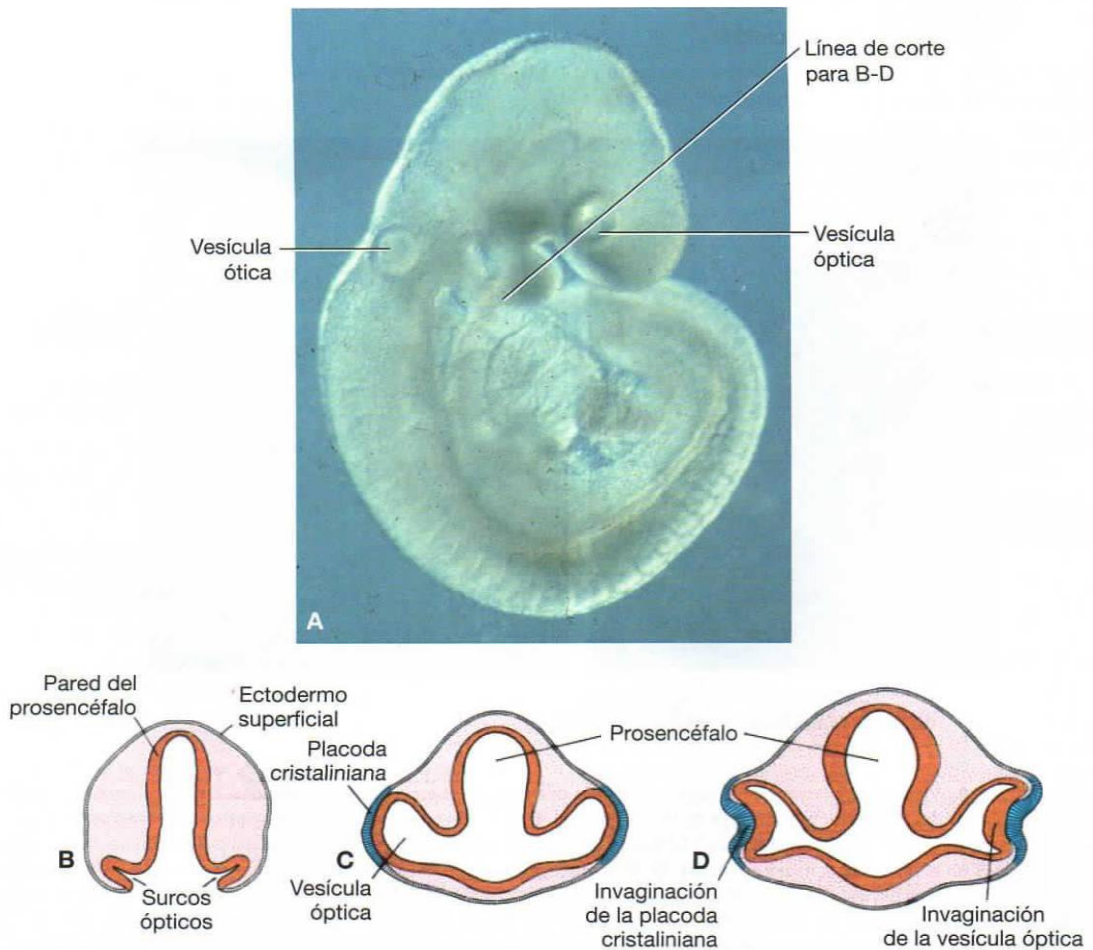 Línea de corte
para B-D
Vesícula
ótica
Vesícula
óptica
A
Pared del
prosencéfalo
Ectodermo
superficial
Placoda
cristaliniana
Prosencéfalo
B
C
D
Surcos
ópticos
Vesícula
óptica
Invaginación
de la placoda
cristaliniana
Invaginación
de la vesícula óptica